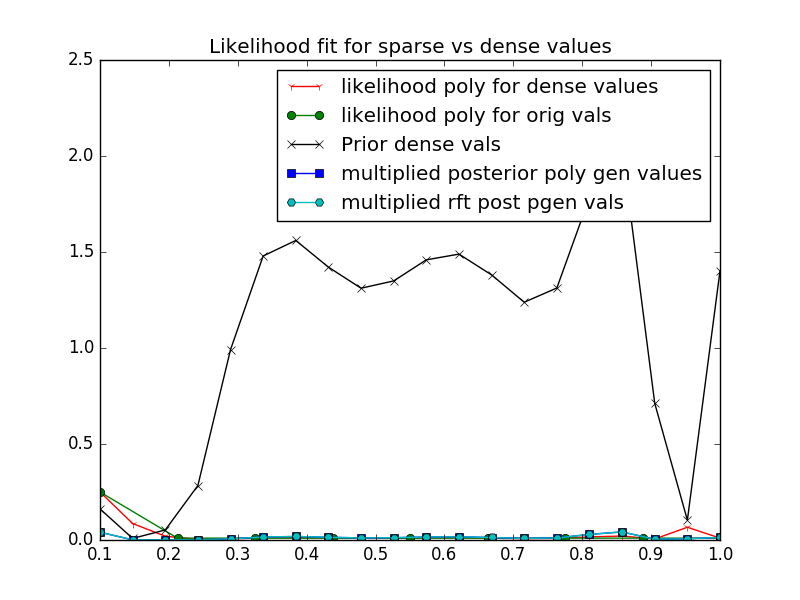 Likelihood fit for sparse vs dense values
2.5
2.0
1.5
1.0
0.5
0.0
likelihood poly for dense values
likelihood poly for orig vals
Prior dense vals
multiplied posterior poly gen values
multiplied rft post pgen vals
0.1 0.2 0.3 0.4 0.5 0.6 0.7 0.8 0.9 1.0